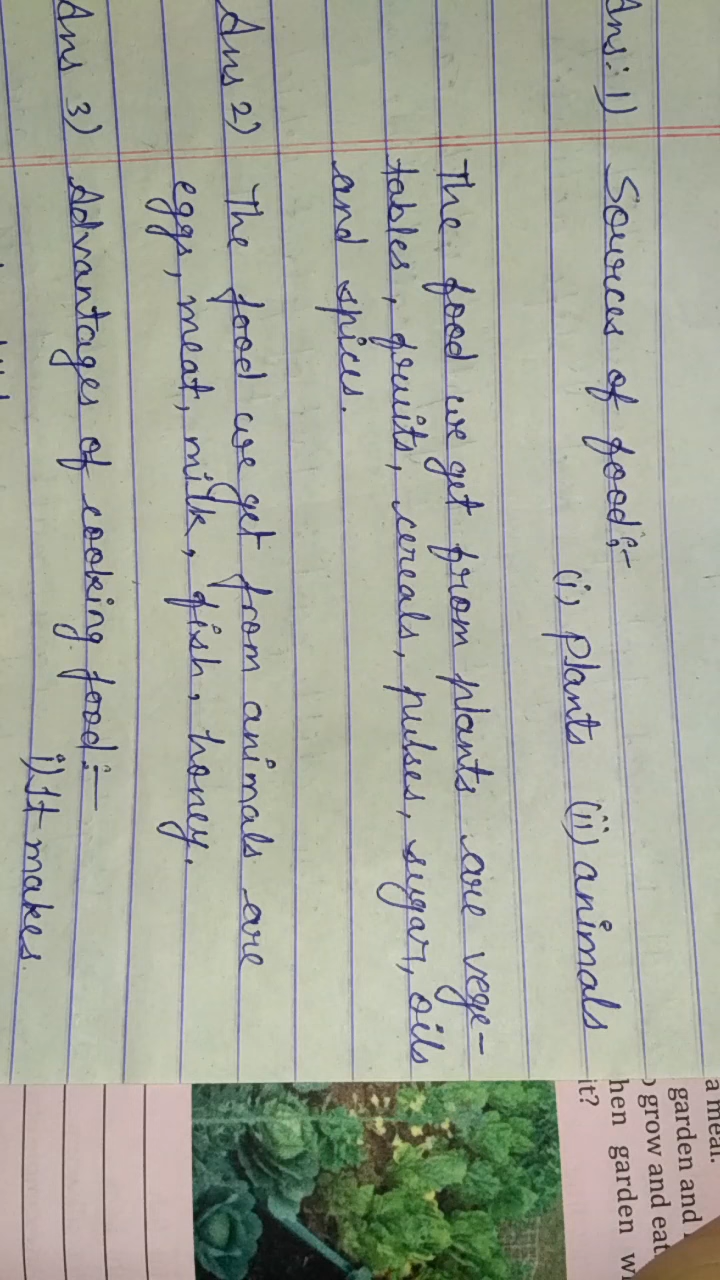 Ans: 1) Sources of food:-
(i) Plants (ii) animals
The food we get from plants are vege-
tables, fruits, cereals, pulses, sugar, oils
and spices.
Ans 2) The food we get from animals are
eggs, meat, milk, fish, honey.
Ans 3) Advantages of cooking food:-
i) It makes
a meal.
garden and
grow and eat
hen garden w
it?